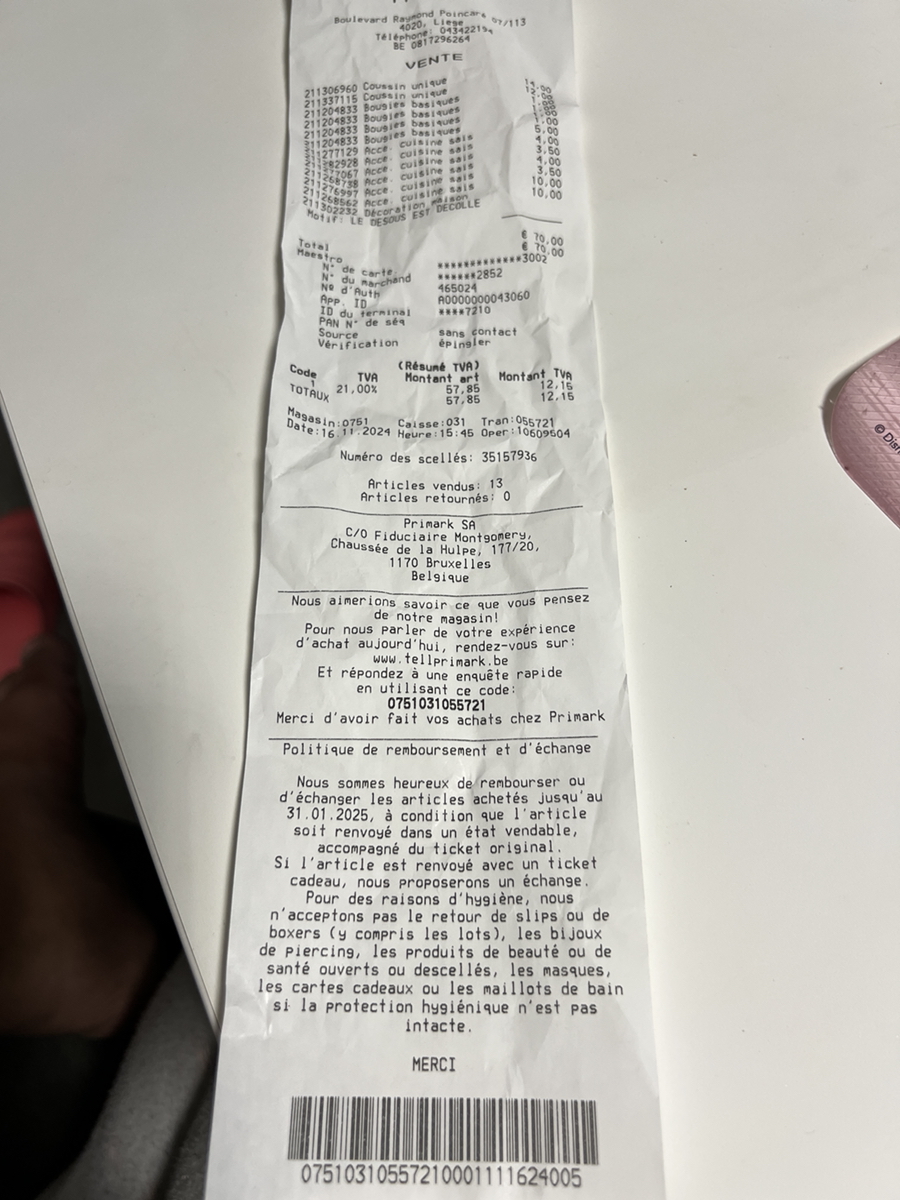 Boulevard Raymond Poincaré 07/113
4020, Liege
Téléphone: 043422194
BE 0817296264
VENTE
211306960 Coussin unique 14,00
211337115 Coussin unique 12,00
211204833 Bougies basiques 1,00
211204833 Bougies basiques 1,00
211204833 Bougies basiques 1,00
211204833 Bougies basiques 1,00
211277129 Acce. cuisine sais 5,00
Acce. cuisine sais 4,00
Acce. cuisine sais 3,50
211268738 Acce. cuisine sais 4,00
211276997 Acce. cuisine sais 3,50
211268562 Acce. cuisine sais 10,00
211302232 Décoration maison 10,00
Motif: LE DESOUS EST DECOLLE
Total € 70,00
Maestro € 70,00
N° de carte ************3002
N° du marchand ******2852
Nº d'Auth 465024
App. ID A0000000043060
ID du terminal ****7210
PAN N° de séq
Source sans contact
Vérification épingler
(Résumé TVA)
Code TVA Montant art Montant TVA
1 21,00% 57,85 12,15
TOTAUX 57,85 12,15
Magasin:0751 Caisse:031 Tran:055721
Date:16.11.2024 Heure:15:45 Oper:10609504
Numéro des scellés: 35157936
Articles vendus: 13
Articles retournés: 0
Primark SA
C/O Fiduciaire Montgomery,
Chaussée de la Hulpe, 177/20,
1170 Bruxelles
Belgique
Nous aimerions savoir ce que vous pensez
de notre magasin!
Pour nous parler de votre expérience
d'achat aujourd'hui, rendez-vous sur:
www.tellprimark.be
Et répondez à une enquête rapide
en utilisant ce code:
0751031055721
Merci d'avoir fait vos achats chez Primark
Politique de remboursement et d'échange
Nous sommes heureux de rembourser ou
d'échanger les articles achetés jusqu'au
31.01.2025, à condition que l'article
soit renvoyé dans un état vendable,
accompagné du ticket original.
Si l'article est renvoyé avec un ticket
cadeau, nous proposerons un échange.
Pour des raisons d'hygiène, nous
n'acceptons pas le retour de slips ou de
boxers (y compris les lots), les bijoux
de piercing, les produits de beauté ou de
santé ouverts ou descellés, les masques,
les cartes cadeaux ou les maillots de bain
si la protection hygiénique n'est pas
intacte.
MERCI
075103105572100011111624005
© Disn